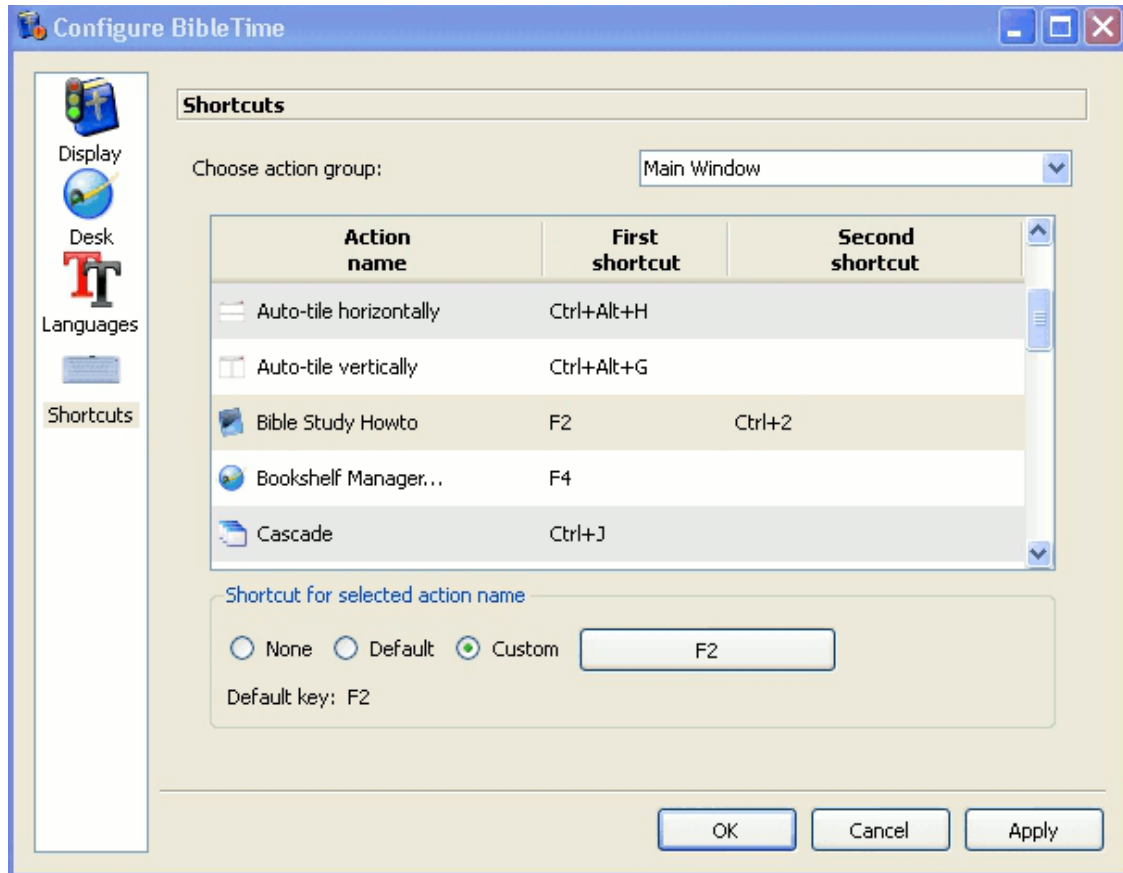 Configure BibleTime
Display
Desk
Languages
Shortcuts
Shortcuts
Choose action group: Main Window
Action name First shortcut Second shortcut
Auto-tile horizontally Ctrl+Alt+H
Auto-tile vertically Ctrl+Alt+G
Bible Study Howto F2 Ctrl+2
Bookshelf Manager... F4
Cascade Ctrl+J
Shortcut for selected action name
None Default Custom F2
Default key: F2
OK Cancel Apply